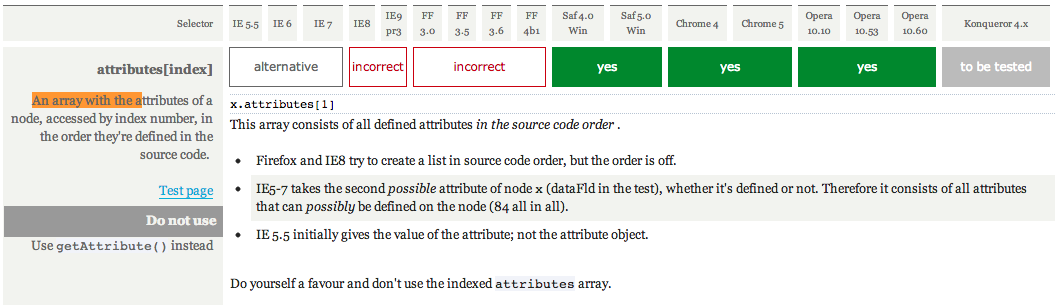 Selector IE 5.5 IE 6 IE 7 IE8 IE9 pr3 FF 3.0 FF 3.5 FF 3.6 FF 4b1 Saf 4.0 Win Saf 5.0 Win Chrome 4 Chrome 5 Opera 10.10 Opera 10.53 Opera 10.60 Konqueror 4.x
attributes[index]
An array with the attributes of a
node, accessed by index number, in
the order they're defined in the
source code.
Test page
Do not use
Use getAttribute() instead
alternative incorrect incorrect yes yes yes to be tested
x.attributes[1]
This array consists of all defined attributes in the source code order .
• Firefox and IE8 try to create a list in source code order, but the order is off.
• IE5-7 takes the second possible attribute of node x (dataFld in the test), whether it's defined or not. Therefore it consists of all attributes
that can possibly be defined on the node (84 all in all).
• IE 5.5 initially gives the value of the attribute; not the attribute object.
Do yourself a favour and don't use the indexed attributes array.